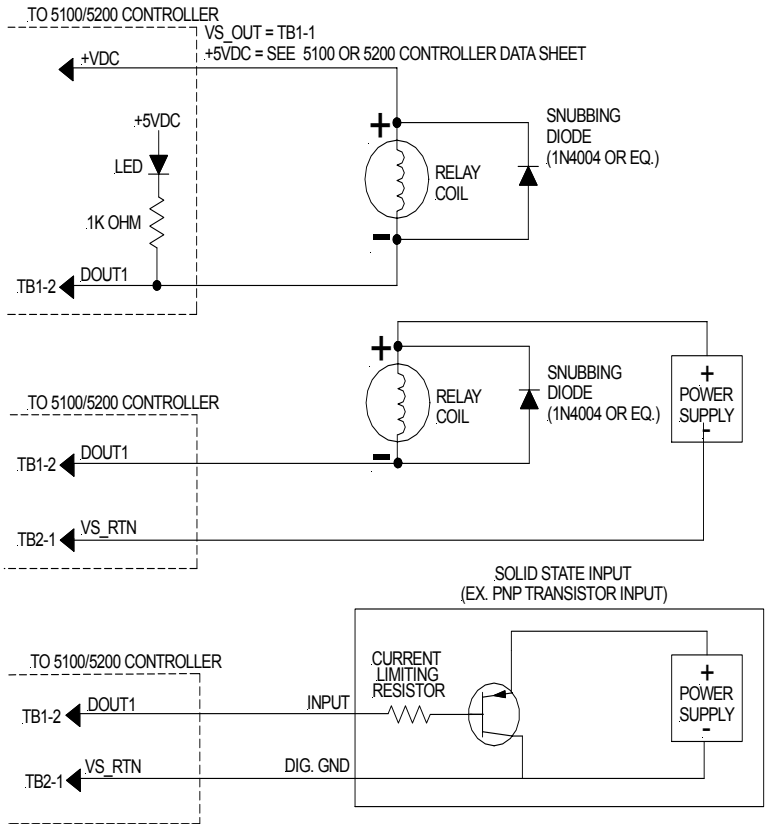 TO 5100/5200 CONTROLLER
VS_OUT = TB1-1
+VDC
+5VDC = SEE 5100 OR 5200 CONTROLLER DATA SHEET
+5VDC
LED
1K OHM
+
RELAY
COIL
-
SNUBBING
DIODE
(1N4004 OR EQ.)
TB1-2
DOUT1
+
RELAY
COIL
-
SNUBBING
DIODE
(1N4004 OR EQ.)
+
POWER
SUPPLY
-
TO 5100/5200 CONTROLLER
TB1-2
DOUT1
TB2-1
VS_RTN
SOLID STATE INPUT
(EX. PNP TRANSISTOR INPUT)
TO 5100/5200 CONTROLLER
CURRENT
LIMITING
RESISTOR
+
POWER
SUPPLY
-
TB1-2
DOUT1
INPUT
TB2-1
VS_RTN
DIG. GND